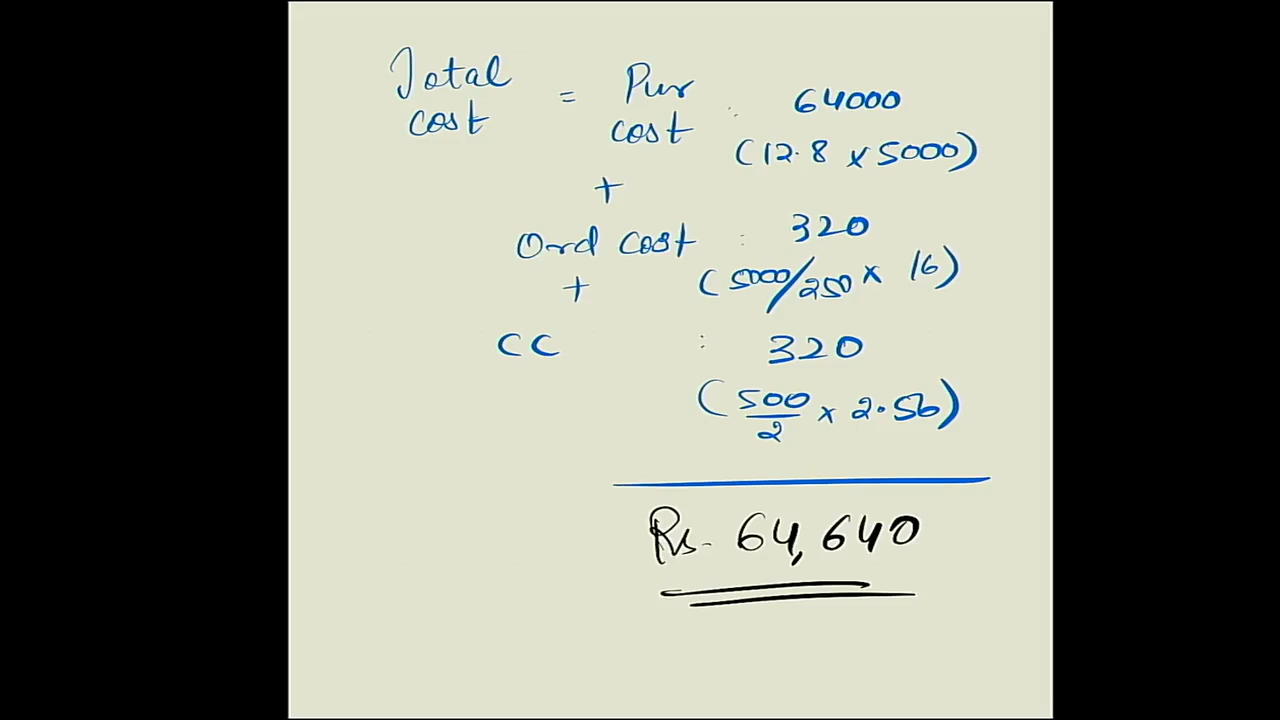 Total cost = Pur cost : 64000
(12.8 x 5000)
+
Ord cost : 320
+ (5000/250 x 16)
CC : 320
(500/2 x 2.56)
Rs. 64,640